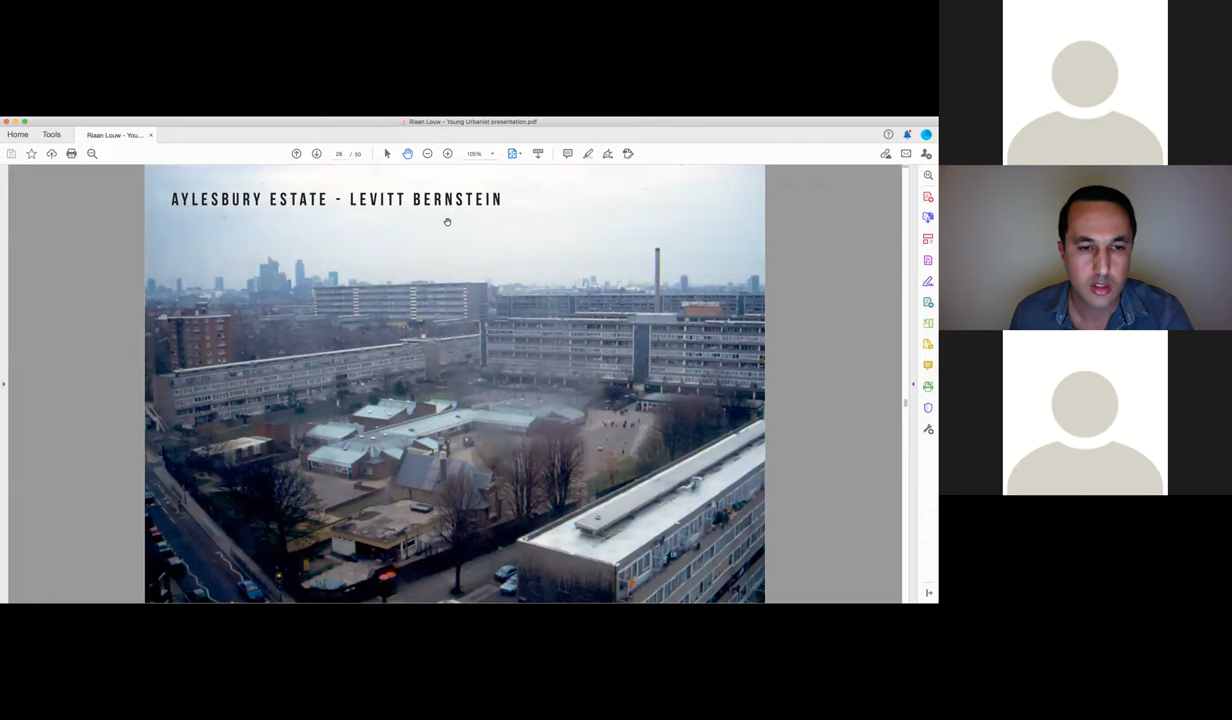 Riaan Louw - Young Urbanist presentation.pdf
Home
Tools
Riaan Louw - You... ×
28 / 50
105%
AYLESBURY ESTATE - LEVITT BERNSTEIN